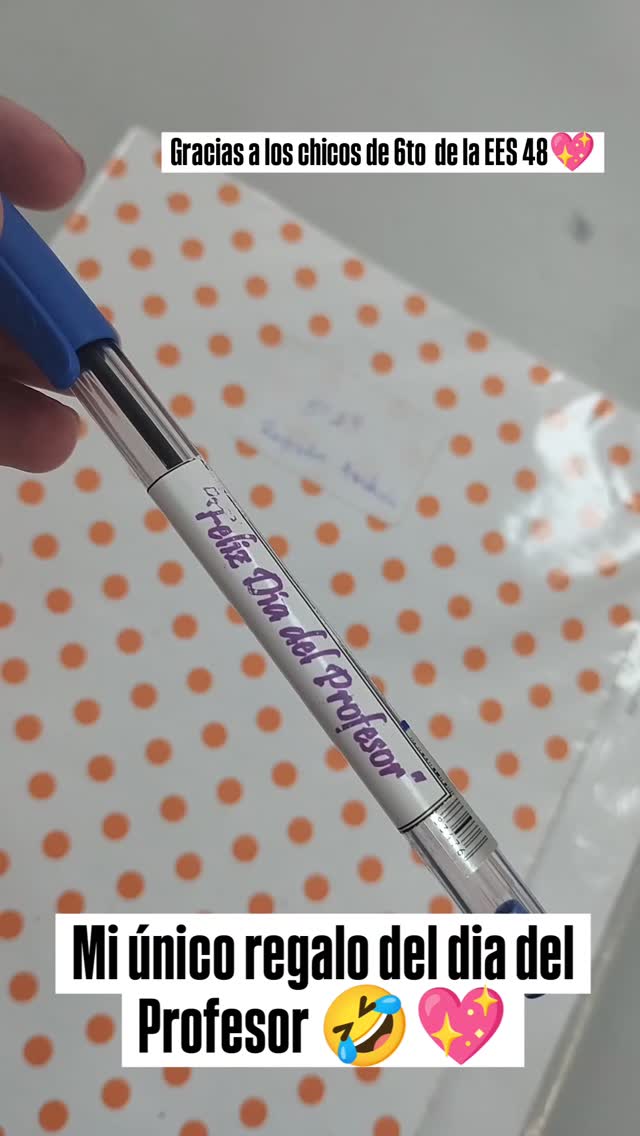 Gracias a los chicos de 6to de la EES 48💖
"Feliz Día del Profesor"
Mi único regalo del dia del
Profesor 🤣 💖